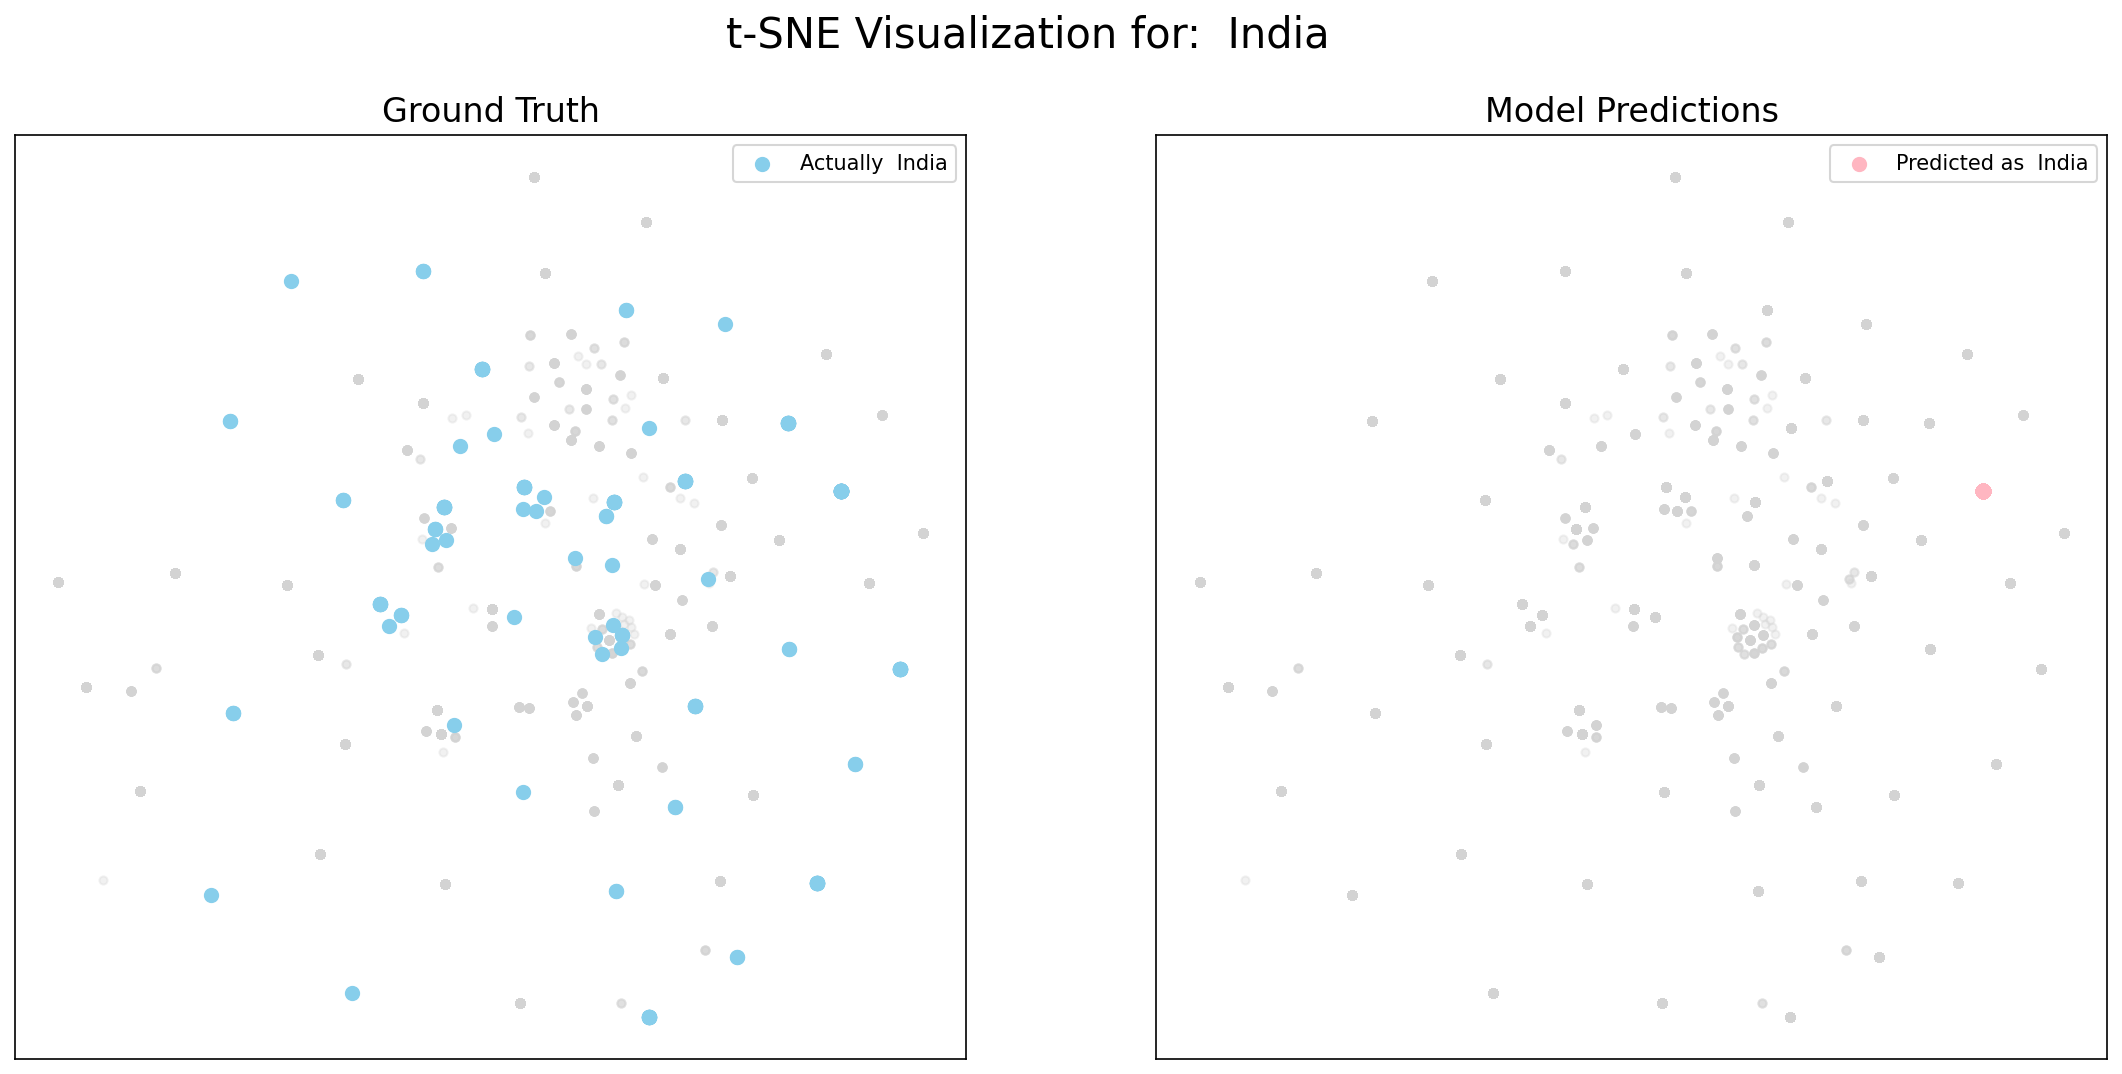 t-SNE Visualization for:  India
Ground Truth
Actually  India
Model Predictions
Predicted as  India